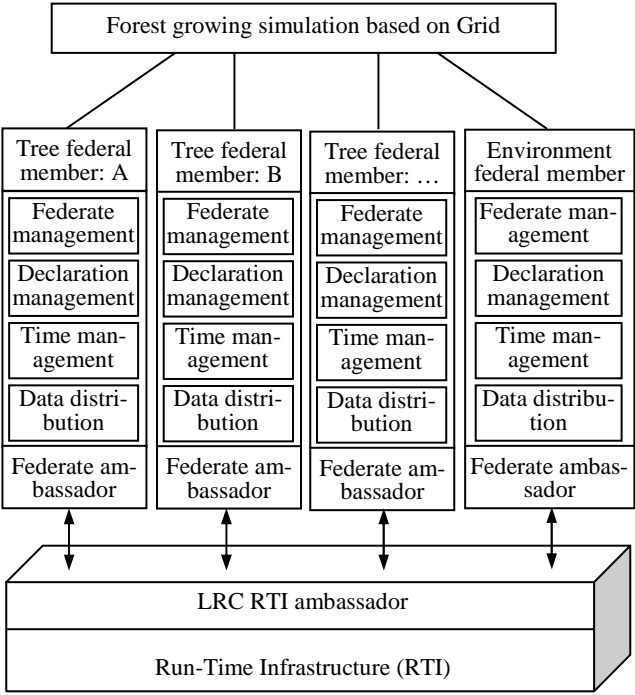 Forest growing simulation based on Grid
Tree federal
member: A
Federate
management
Declaration
management
Time man-
agement
Data distri-
bution
Federate am-
bassador
Tree federal
member: B
Federate
management
Declaration
management
Time man-
agement
Data distri-
bution
Federate am-
bassador
Tree federal
member: …
Federate
management
Declaration
management
Time man-
agement
Data distri-
bution
Federate am-
bassador
Environment
federal member
Federate man-
agement
Declaration
management
Time man-
agement
Data distribu-
tion
Federate ambas-
sador
LRC RTI ambassador
Run-Time Infrastructure (RTI)